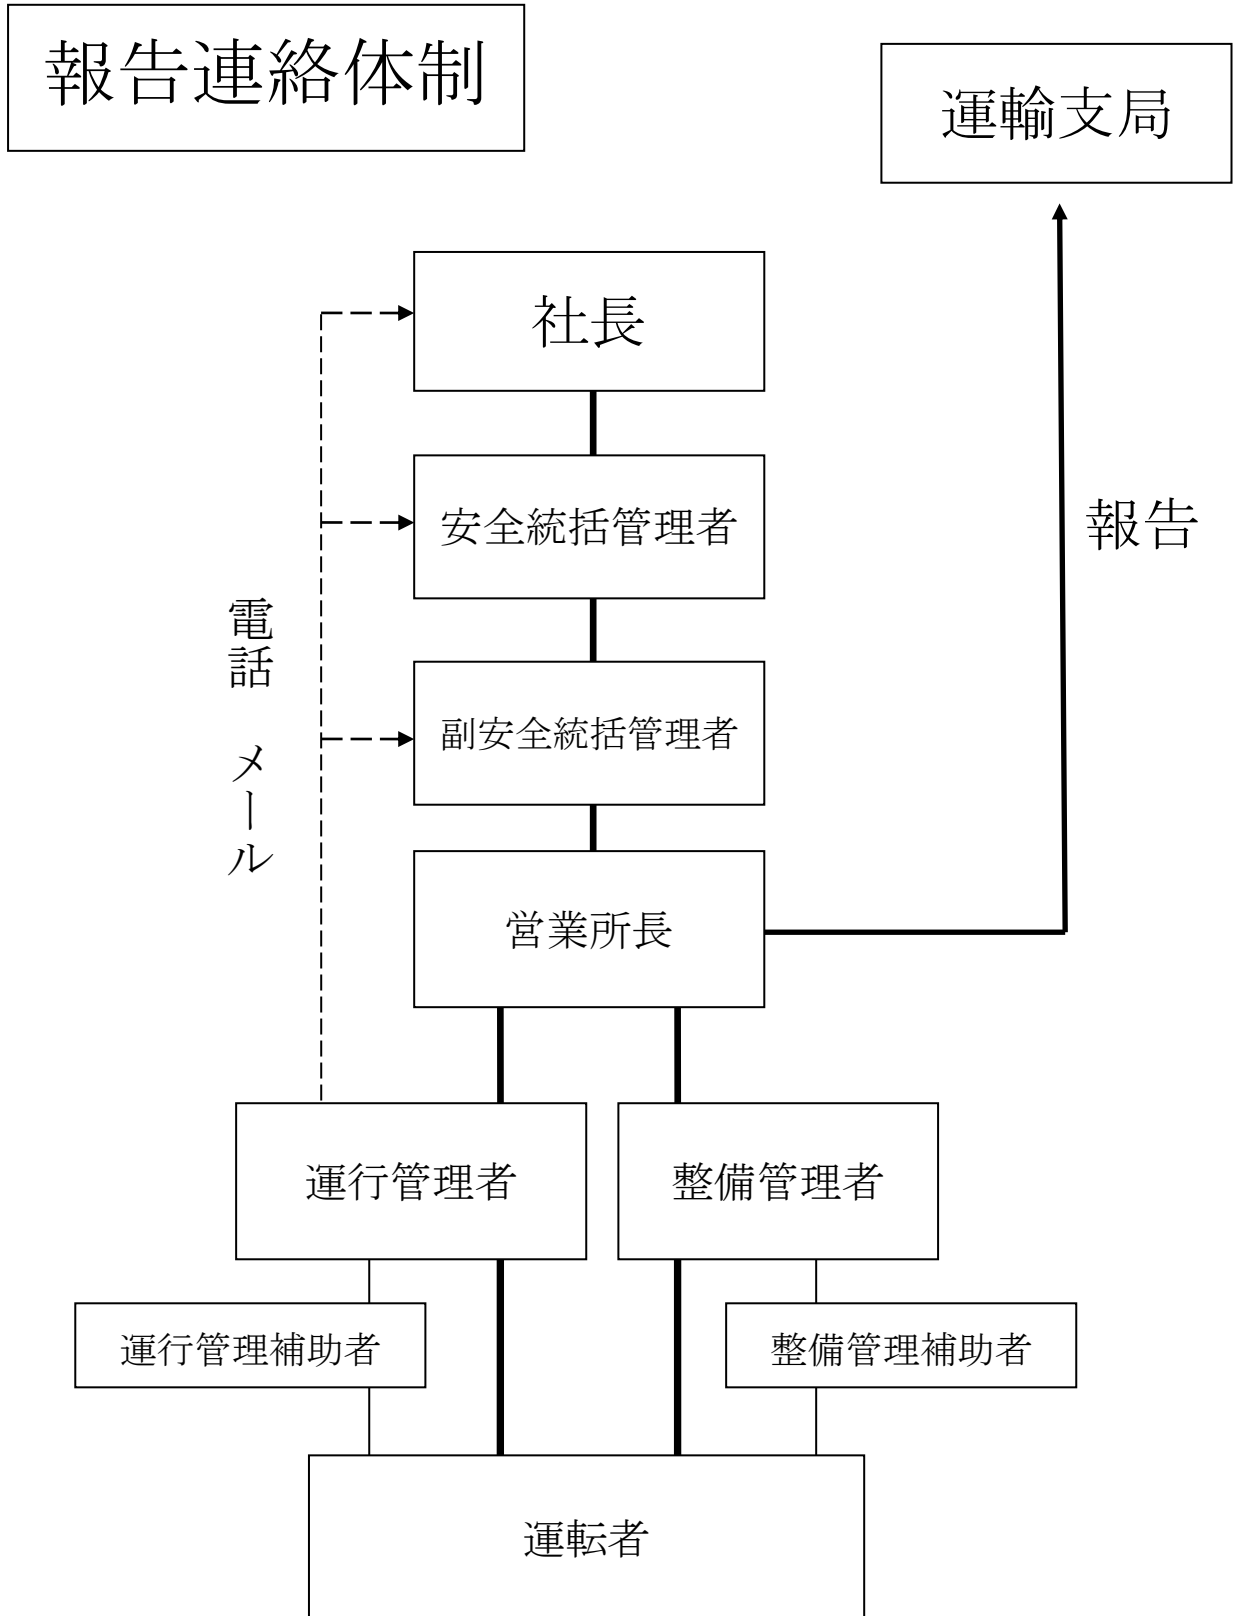 報告連絡体制
運輸支局
社長
安全統括管理者
報告
電話 メール
副安全統括管理者
営業所長
運行管理者
整備管理者
運行管理補助者
整備管理補助者
運転者